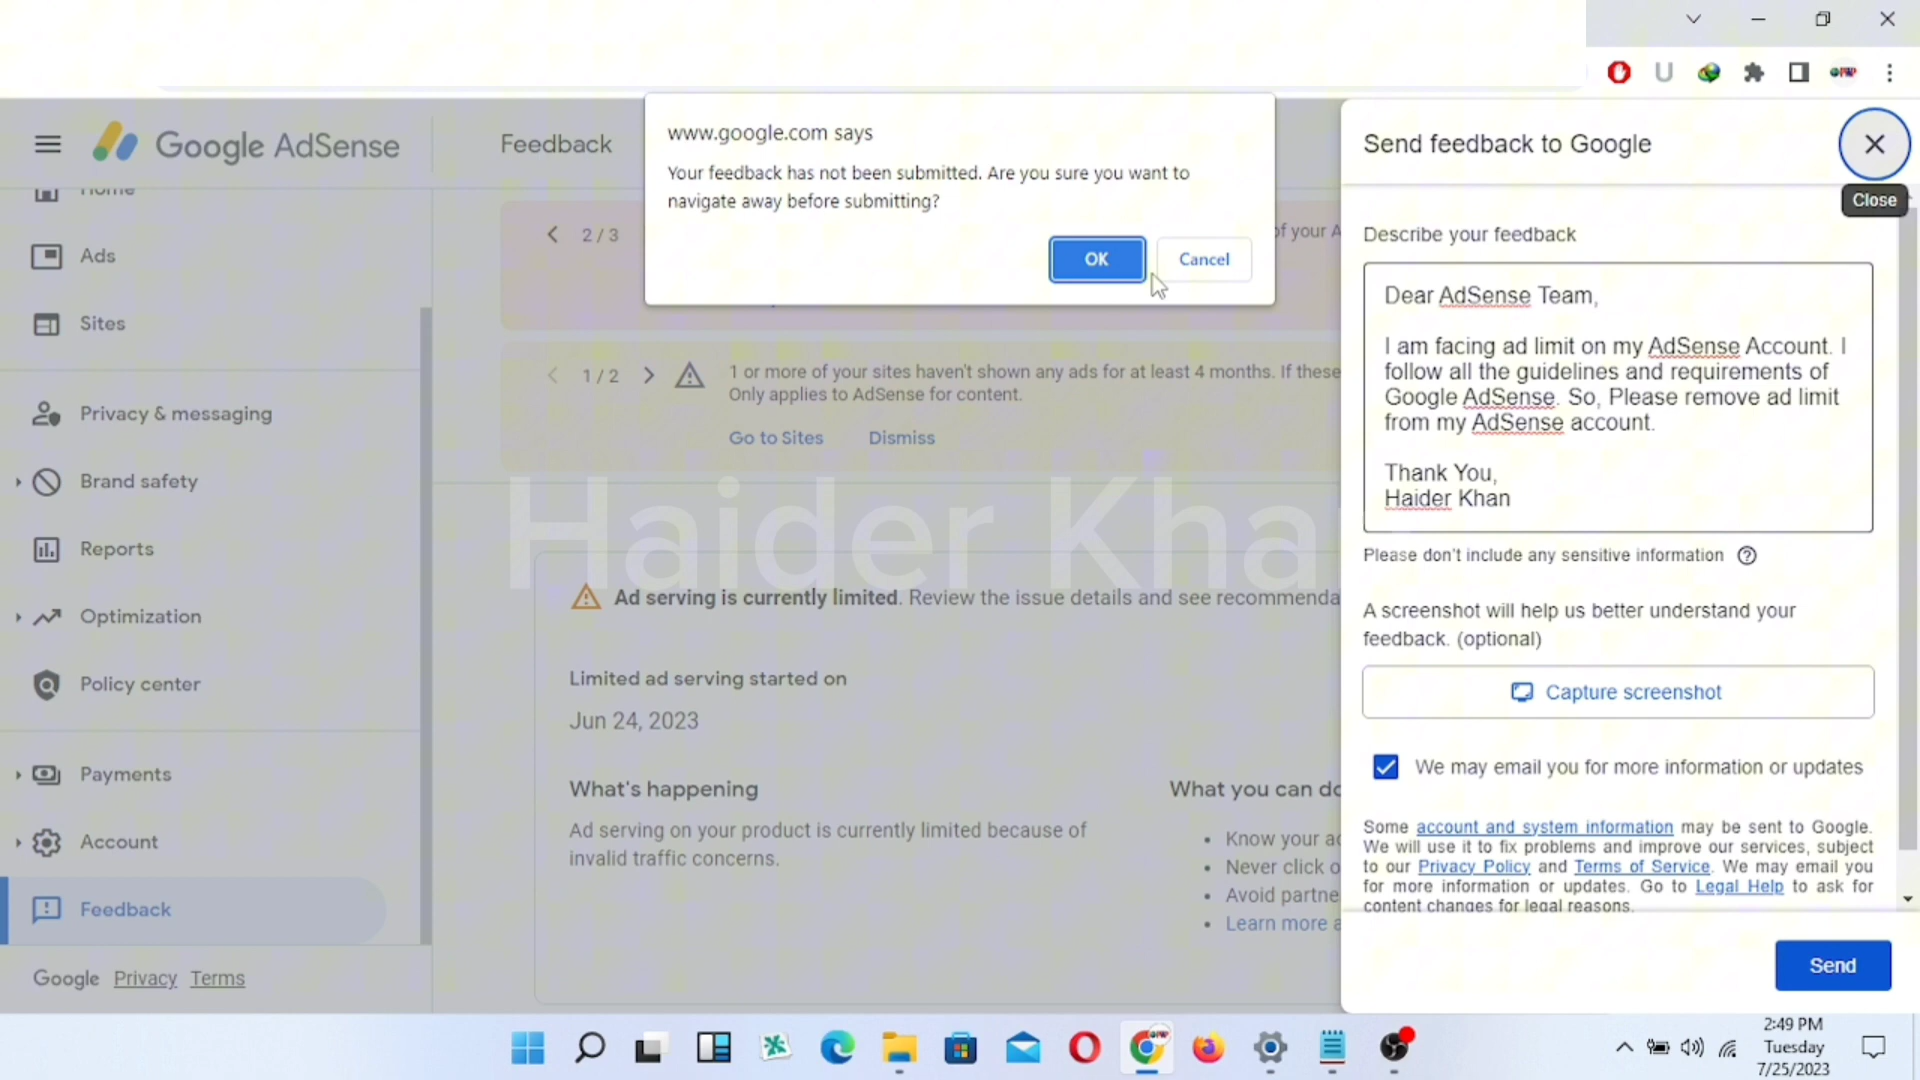 www.google.com says
Your feedback has not been submitted. Are you sure you want to
navigate away before submitting?
OK
Cancel
Google AdSense
Home
Ads
Sites
Privacy & messaging
Brand safety
Reports
Optimization
Policy center
Payments
Account
Feedback
Google Privacy Terms
Feedback
2 / 3
of your A
1 / 2
1 or more of your sites haven't shown any ads for at least 4 months. If these
Only applies to AdSense for content.
Go to Sites
Dismiss
Haider Khan
Ad serving is currently limited. Review the issue details and see recommenda
Limited ad serving started on
Jun 24, 2023
What's happening
Ad serving on your product is currently limited because of
invalid traffic concerns.
What you can do
Know your ad
Never click o
Avoid partne
Learn more a
Send feedback to Google
Close
Describe your feedback
Dear AdSense Team,
I am facing ad limit on my AdSense Account. I
follow all the guidelines and requirements of
Google AdSense. So, Please remove ad limit
from my AdSense account.
Thank You,
Haider Khan
Please don't include any sensitive information
A screenshot will help us better understand your
feedback. (optional)
Capture screenshot
We may email you for more information or updates
Some account and system information may be sent to Google.
We will use it to fix problems and improve our services, subject
to our Privacy Policy and Terms of Service. We may email you
for more information or updates. Go to Legal Help to ask for
content changes for legal reasons.
Send
2:49 PM
Tuesday
7/25/2023